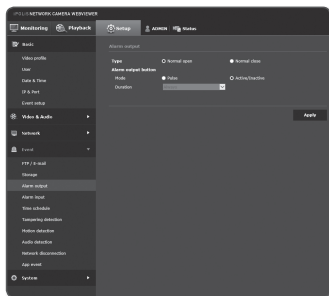 iPOLiS NETWORK CAMERA WEBVIEWER
Monitoring Playback Setup ADMIN Status
Basic
Video profile
User
Date & Time
IP & Port
Event setup
Video & Audio
Network
Event
FTP / E-mail
Storage
Alarm output
Alarm input
Time schedule
Tampering detection
Motion detection
Audio detection
Network disconnection
App event
System
Alarm output
Type Normal open Normal close
Alarm output button
Mode Pulse Active/Inactive
Duration
Apply